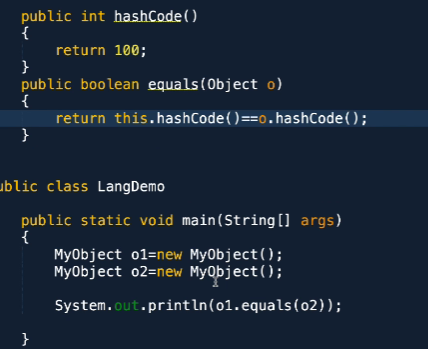 public int hashCode()
{
return 100;
}
public boolean equals(Object o)
{
return this.hashCode()==o.hashCode();
}
ublic class LangDemo
public static void main(String[] args)
{
MyObject o1=new MyObject();
MyObject o2=new MyObject();
System.out.println(o1.equals(o2));
}